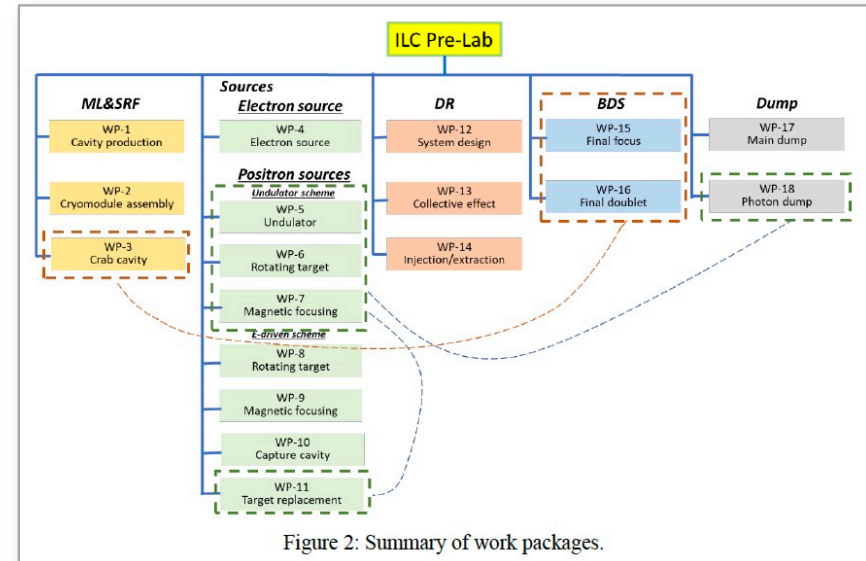 ILC Pre-Lab
ML&SRF
WP-1
Cavity production
WP-2
Cryomodule assembly
WP-3
Crab cavity
Sources
Electron source
WP-4
Electron source
Positron sources
Undulator scheme
WP-5
Undulator
WP-6
Rotating target
WP-7
Magnetic focusing
E-driven scheme
WP-8
Rotating target
WP-9
Magnetic focusing
WP-10
Capture cavity
WP-11
Target replacement
DR
WP-12
System design
WP-13
Collective effect
WP-14
Injection/extraction
BDS
WP-15
Final focus
WP-16
Final doublet
Dump
WP-17
Main dump
WP-18
Photon dump
Figure 2: Summary of work packages.